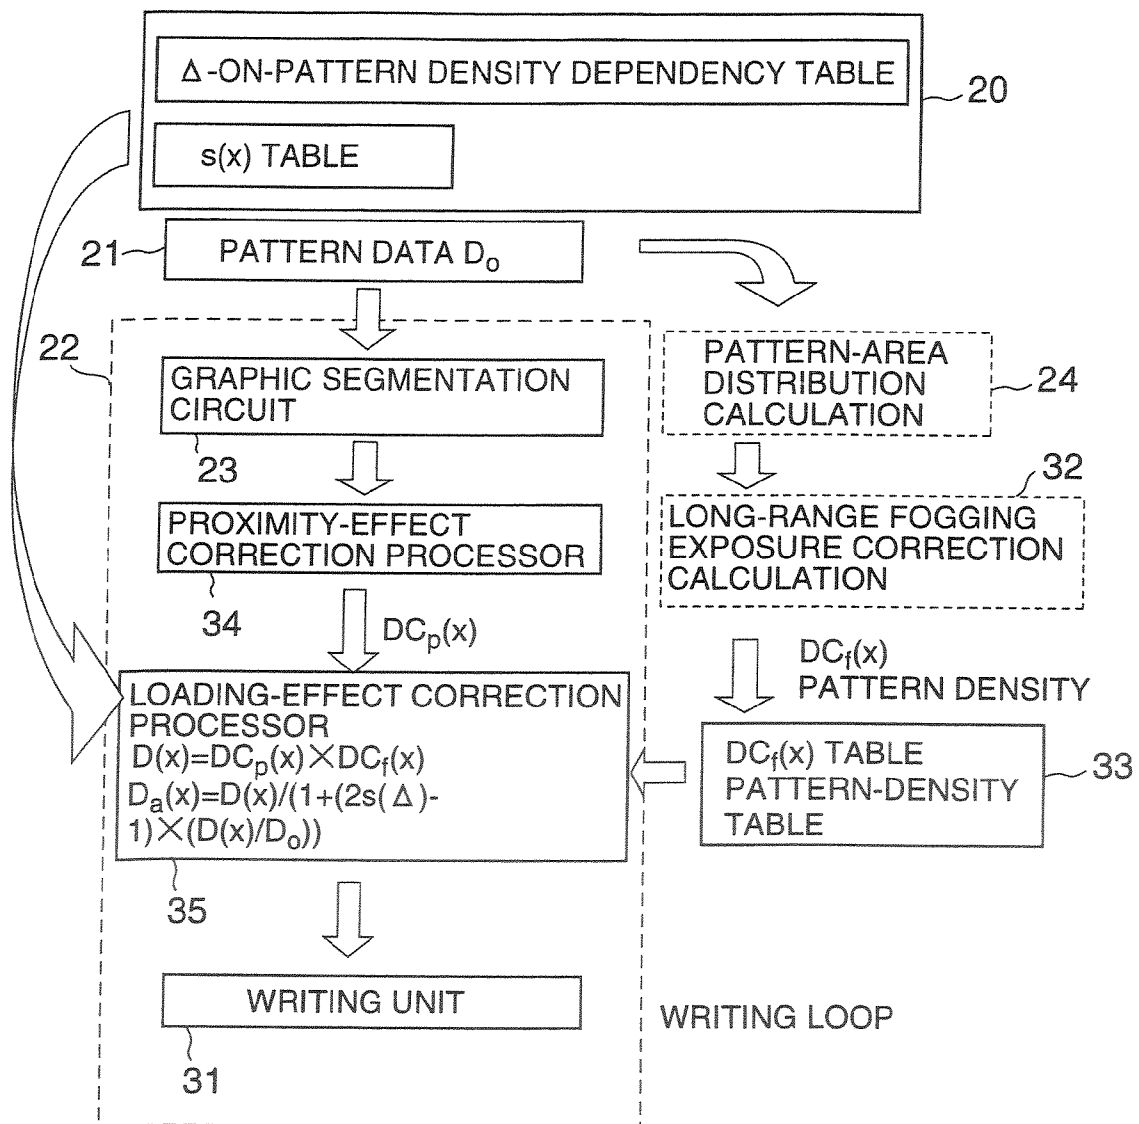 Δ-ON-PATTERN DENSITY DEPENDENCY TABLE
20
s(x) TABLE
21
PATTERN DATA Do
22
GRAPHIC SEGMENTATION
CIRCUIT
23
PATTERN-AREA
DISTRIBUTION
CALCULATION
24
PROXIMITY-EFFECT
CORRECTION PROCESSOR
34
32
LONG-RANGE FOGGING
EXPOSURE CORRECTION
CALCULATION
DCp(x)
DCf(x)
PATTERN DENSITY
LOADING-EFFECT CORRECTION
PROCESSOR
D(x)=DCp(x)×DCf(x)
Da(x)=D(x)/(1+(2s(Δ)-
1)×(D(x)/Do))
35
DCf(x) TABLE
PATTERN-DENSITY
TABLE
33
WRITING UNIT
31
WRITING LOOP